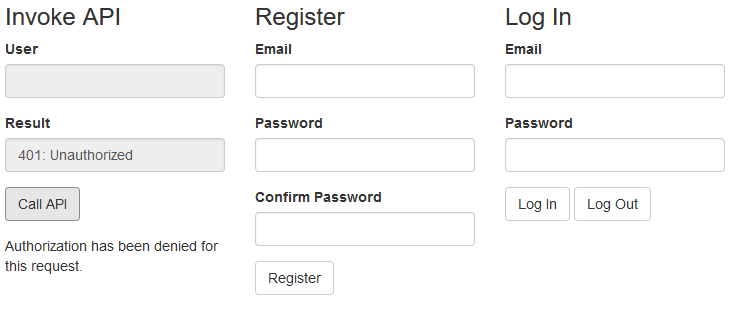 Invoke API
User
Result
401: Unauthorized
Call API
Authorization has been denied for
this request.
Register
Email
Password
Confirm Password
Register
Log In
Email
Password
Log In
Log Out